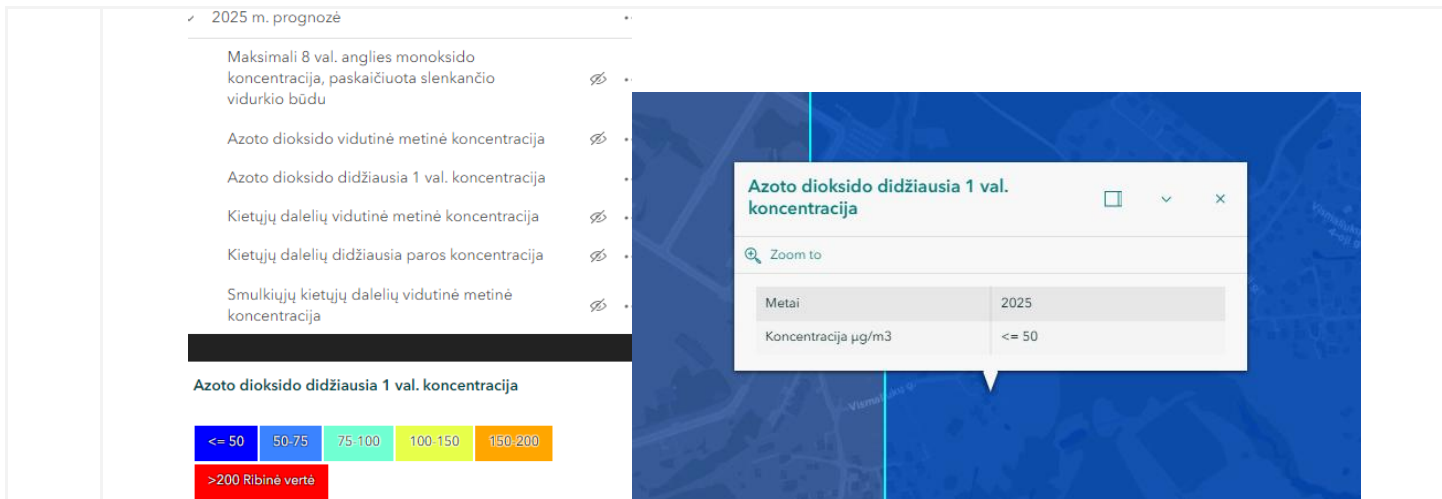 2025 m. prognozė
Maksimali 8 val. anglies monoksido
koncentracija, paskaičiuota slenkančio
vidurkio būdu
Azoto dioksido vidutinė metinė koncentracija
Azoto dioksido didžiausia 1 val. koncentracija
Kietųjų dalelių vidutinė metinė koncentracija
Kietųjų dalelių didžiausia paros koncentracija
Smulkiųjų kietųjų dalelių vidutinė metinė
koncentracija
Azoto dioksido didžiausia 1 val. koncentracija
<= 50 50-75 75-100 100-150 150-200
>200 Ribinė vertė
Azoto dioksido didžiausia 1 val.
koncentracija
Zoom to
Metai 2025
Koncentracija µg/m3 <= 50